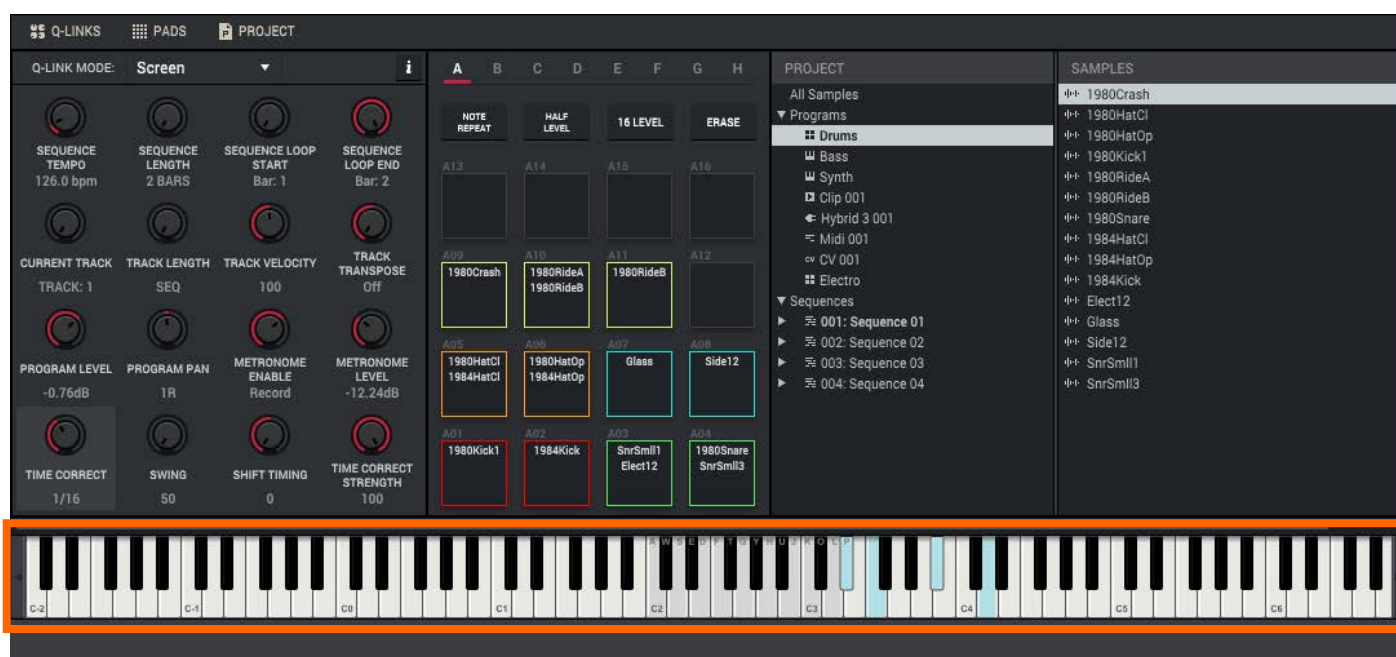 Q-LINKS PADS PROJECT
Q-LINK MODE: Screen i
SEQUENCE TEMPO
126.0 bpm
SEQUENCE LENGTH
2 BARS
SEQUENCE LOOP START
Bar: 1
SEQUENCE LOOP END
Bar: 2
CURRENT TRACK
TRACK: 1
TRACK LENGTH
SEQ
TRACK VELOCITY
100
TRACK TRANSPOSE
Off
PROGRAM LEVEL
-0.76dB
PROGRAM PAN
1R
METRONOME ENABLE
Record
METRONOME LEVEL
-12.24dB
TIME CORRECT
1/16
SWING
50
SHIFT TIMING
0
TIME CORRECT STRENGTH
100
A B C D E F G H
NOTE REPEAT
HALF LEVEL
16 LEVEL
ERASE
A13 A14 A15 A16
A09
1980Crash
A10
1980RideA
1980RideB
A11
1980RideB
A12
A05
1980HatCl
1984HatCl
A06
1980HatOp
1984HatOp
A07
Glass
A08
Side12
A01
1980Kick1
A02
1984Kick
A03
SnrSmll1
Elect12
A04
1980Snare
SnrSmll3
PROJECT
All Samples
Programs
Drums
Bass
Synth
Clip 001
Hybrid 3 001
Midi 001
CV CV 001
Electro
Sequences
001: Sequence 01
002: Sequence 02
003: Sequence 03
004: Sequence 04
SAMPLES
1980Crash
1980HatCl
1980HatOp
1980Kick1
1980RideA
1980RideB
1980Snare
1984HatCl
1984HatOp
1984Kick
Elect12
Glass
Side12
SnrSmll1
SnrSmll3
A W S E D F T G Y H U J K O L P
C-2 C-1 C0 C1 C2 C3 C4 C5 C6